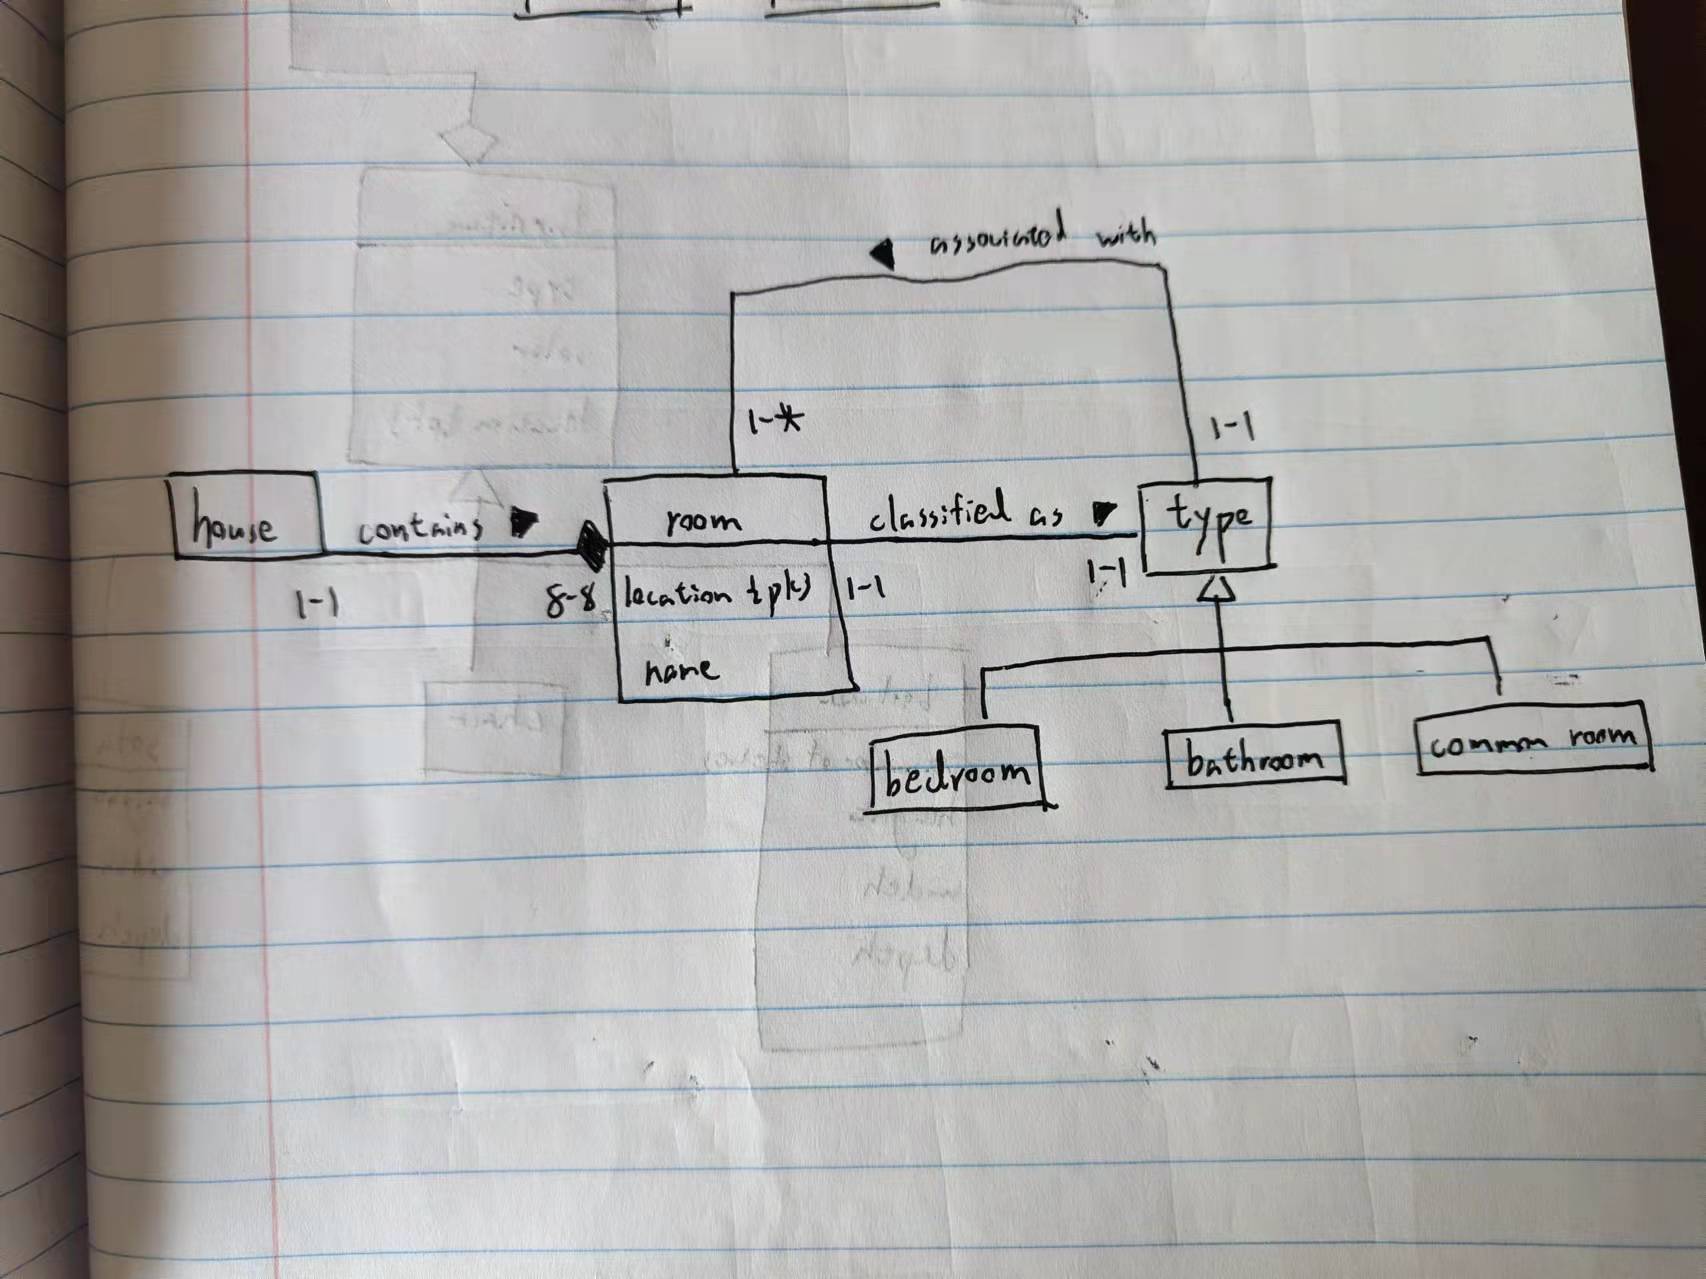 associated with
1-*
1-1
house
contains
room
classified as
type
1-1
8-8
location {pk}
1-1
1-1
name
bedroom
bathroom
common room